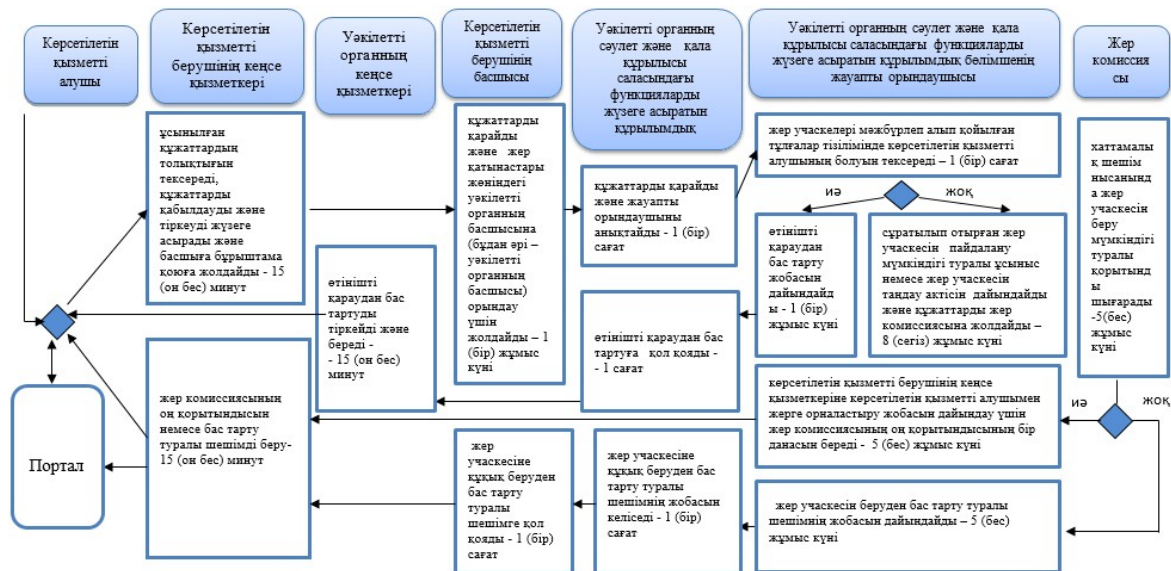 Көрсетілетін
қызметті
алушы
Көрсетілетін
қызметті
берушінің кеңсе
қызметкері
Уәкілетті
органның
кеңсе
қызметкері
Көрсетілетін
қызметті
берушінің
басшысы
Уәкілетті органның
сәулет және қала
құрылысы
саласындағы
функцияларды
жүзеге асыратын
құрылымдық
Уәкілетті органның сәулет және қала
құрылысы саласындағы функцияларды
жүзеге асыратын құрылымдық бөлімшенің
жауапты орындаушысы
Жер
комиссия
сы
ұсынылған
құжаттардың
толықтығын
тексереді,
құжаттарды
қабылдауды және
тіркеуді жүзеге
асырады және
басшыға бұрыштама
қоюға жолдайды - 15
(он бес) минут
өтінішті
қараудан бас
тартуды
тіркейді және
береді -
- 15 (он бес)
минут
құжаттарды
қарайды
және жер
қатынастары
жөніндегі
уәкілетті
органның
басшысына
(бұдан әрі –
уәкілетті
органның
басшысы)
орындау
үшін
жолдайды – 1
(бір) жұмыс
күні
құжаттарды қарайды
және жауапты
орындаушыны
анықтайды - 1 (бір)
сағат
жер учаскелері мәжбүрлеп алып қойылған
тұлғалар тізілімінде көрсетілетін қызметті
алушының болуын тексереді – 1 (бір) сағат
иә
жоқ
өтінішті
қараудан
бас тарту
жобасын
дайындайд
ы - 1 (бір)
жұмыс күні
сұратылып отырған жер
учаскесін пайдалану
мүмкіндігі туралы ұсыныс
немесе жер учаскесін
таңдау актісін дайындайды
және құжаттарды жер
комиссиясына жолдайды –
8 (сегіз) жұмыс күні
хаттамалы
қ шешім
нысанын
да жер
учаскесін
беру
мүмкіндігі
туралы
қорытынд
ы
шығарады
-5(бес)
жұмыс
күні
өтінішті қараудан бас
тартуға қол қояды -
- 1 сағат
Портал
жер комиссиясының
оң қорытындысын
немесе бас тарту
туралы шешімді беру-
15 (он бес) минут
көрсетілетін қызметті берушінің кеңсе
қызметкеріне көрсетілетін қызметті алушымен
жерге орналастыру жобасын дайындау үшін
жер комиссиясының оң қорытындысының бір
данасын береді - 5 (бес) жұмыс күні
иә
жоқ
жер
учаскесіне
құқық беруден
бас тарту
туралы
шешімге қол
қояды - 1 (бір)
сағат
жер учаскесіне
құқық беруден бас
тарту туралы
шешімнің жобасын
келіседі - 1 (бір)
сағат
жер учаскесін беруден бас тарту туралы
шешімнің жобасын дайындайды – 5 (бес)
жұмыс күні